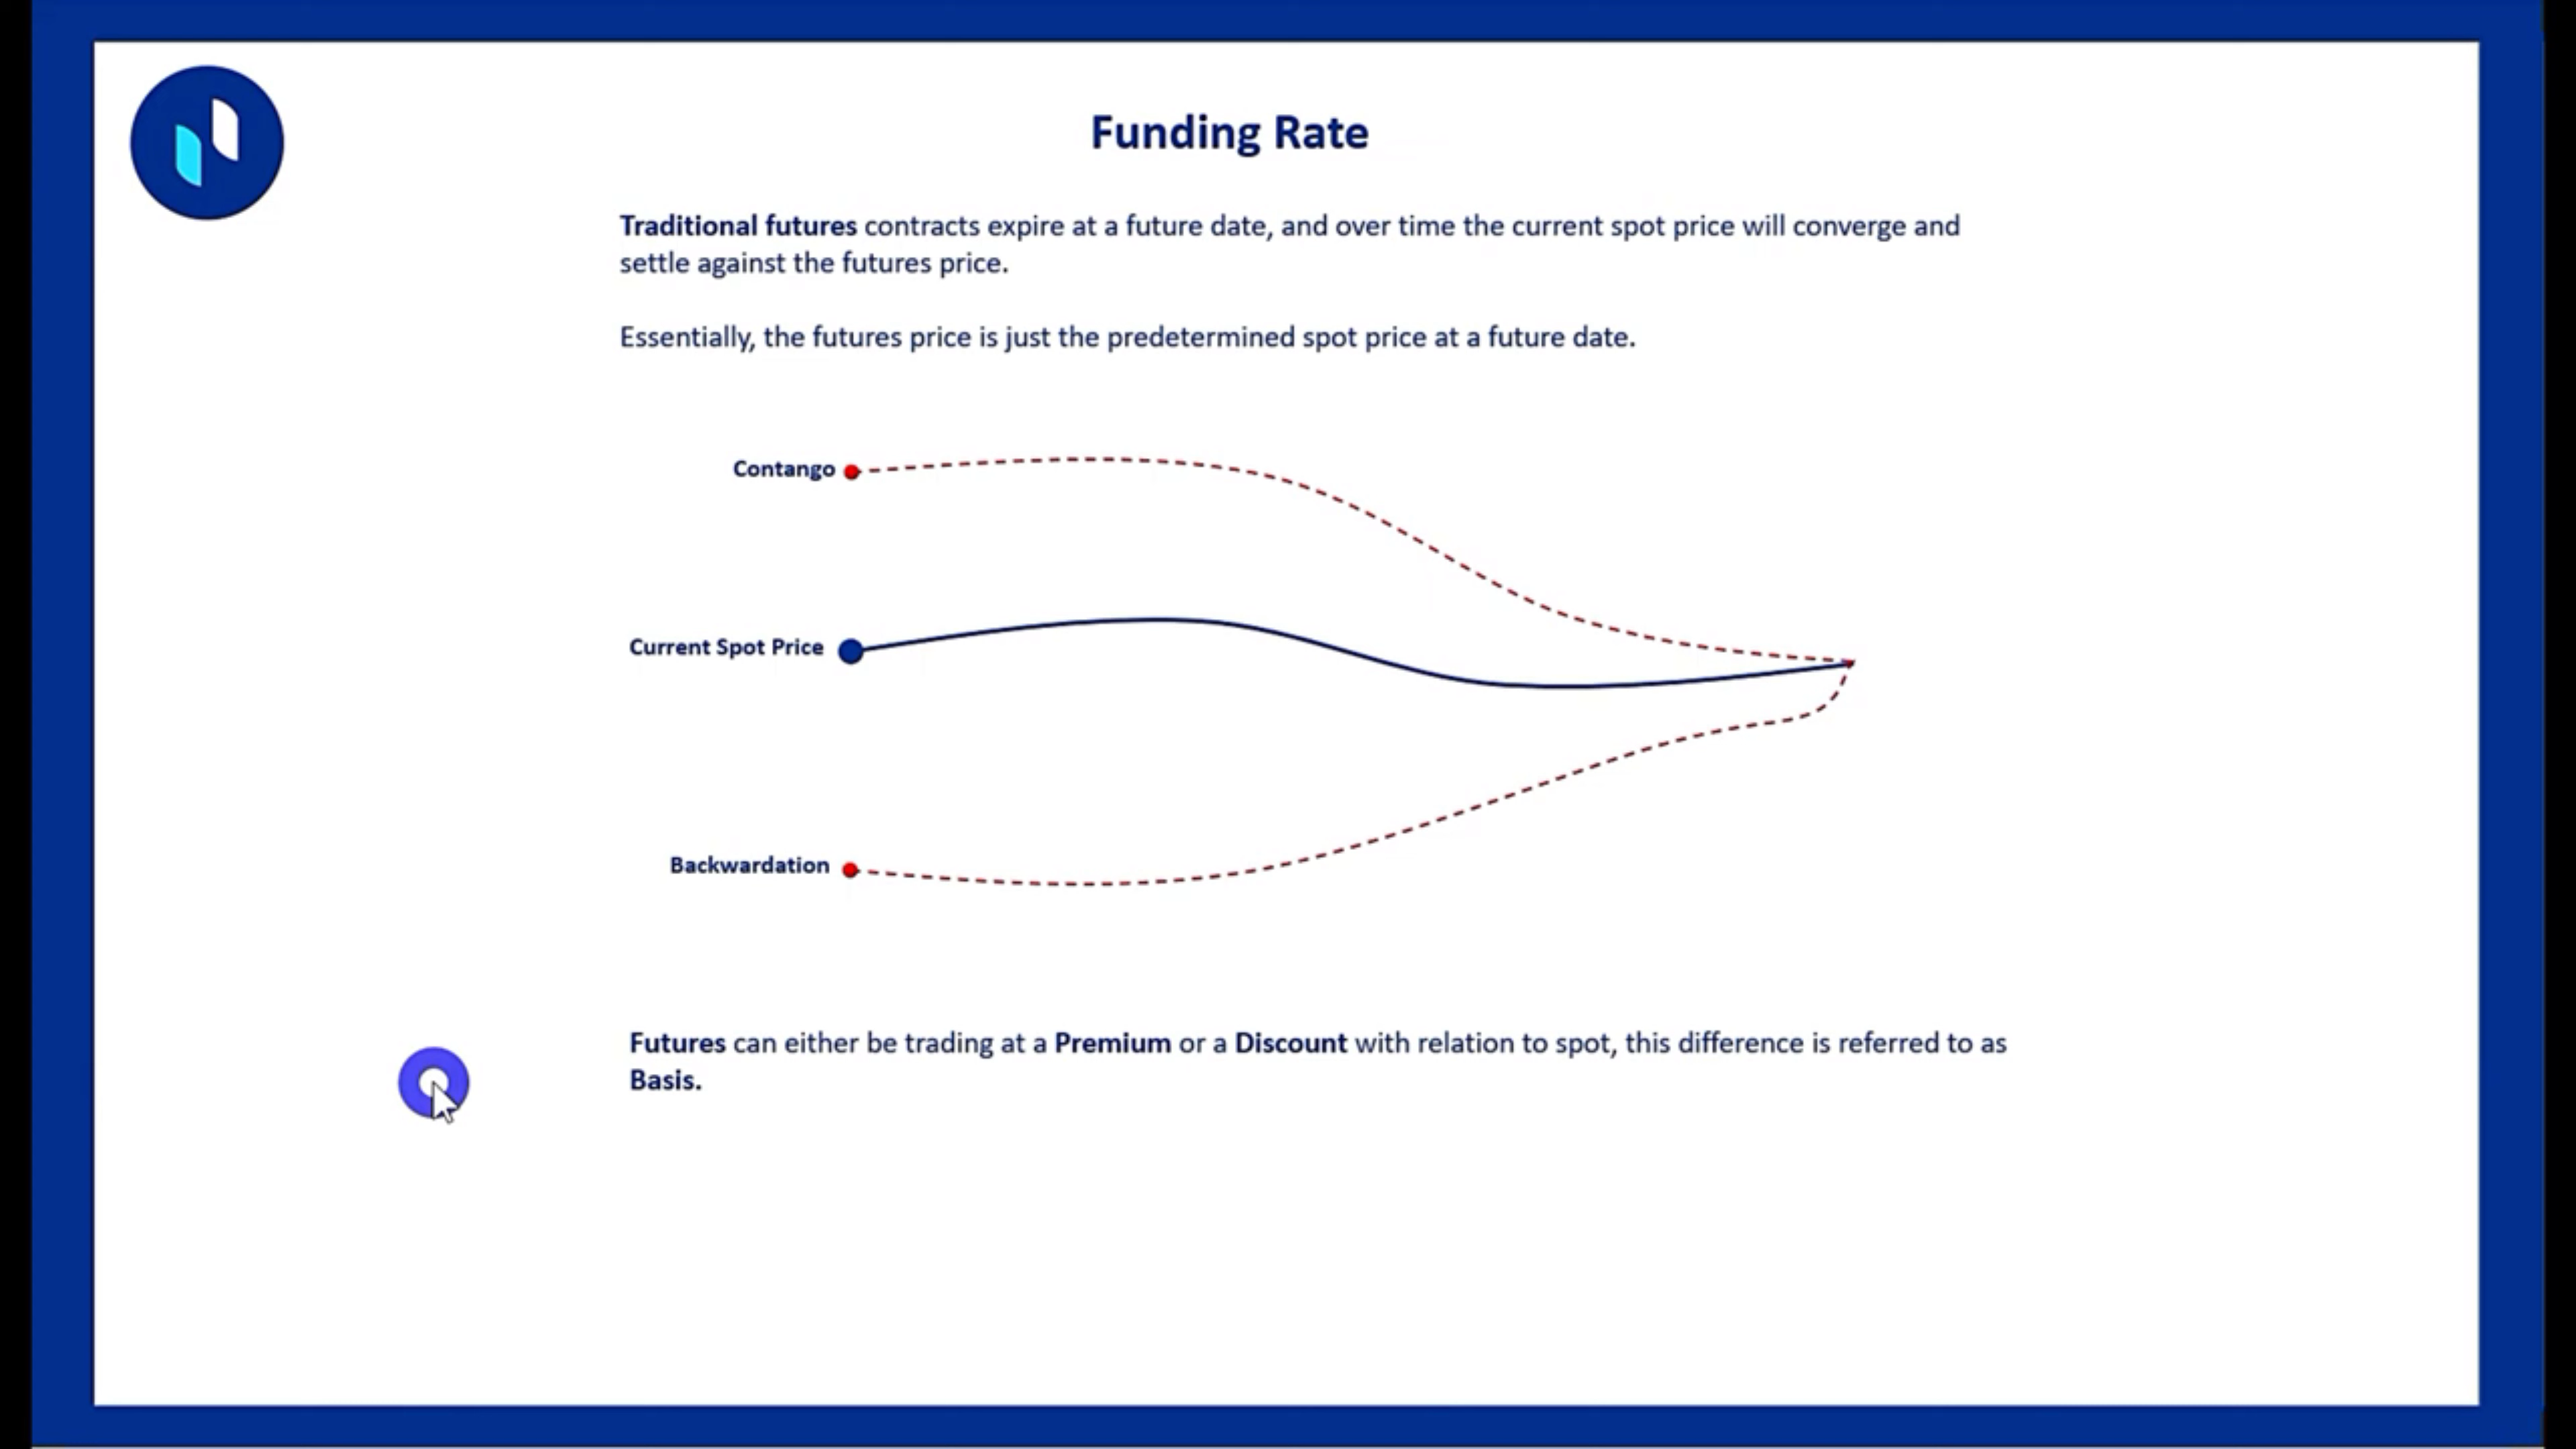 Funding Rate
Traditional futures contracts expire at a future date, and over time the current spot price will converge and
settle against the futures price.
Essentially, the futures price is just the predetermined spot price at a future date.
Contango
Current Spot Price
Backwardation
Futures can either be trading at a Premium or a Discount with relation to spot, this difference is referred to as
Basis.